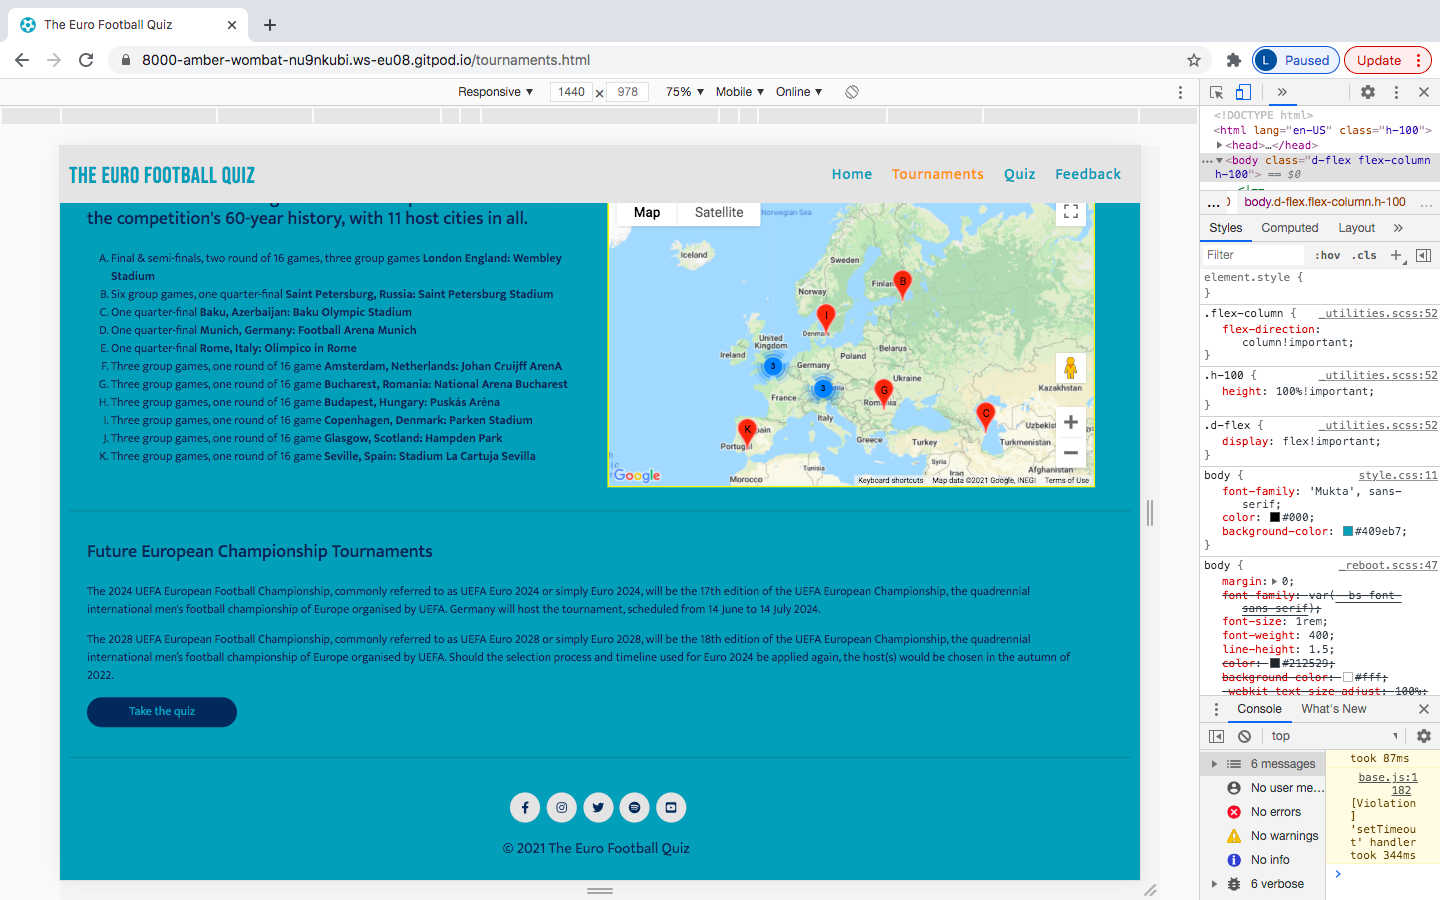 The Euro Football Quiz
8000-amber-wombat-nu9nkubi.ws-eu08.gitpod.io/tournaments.html
L Paused
Update
Responsive ▼ 1440 × 978 75% ▼ Mobile ▼ Online ▼
THE EURO FOOTBALL QUIZ
Home Tournaments Quiz Feedback
the competition's 60-year history, with 11 host cities in all.
A. Final & semi-finals, two round of 16 games, three group games London England: Wembley
Stadium
B. Six group games, one quarter-final Saint Petersburg, Russia: Saint Petersburg Stadium
C. One quarter-final Baku, Azerbaijan: Baku Olympic Stadium
D. One quarter-final Munich, Germany: Football Arena Munich
E. One quarter-final Rome, Italy: Olimpico in Rome
F. Three group games, one round of 16 game Amsterdam, Netherlands: Johan Cruijff ArenA
G. Three group games, one round of 16 game Bucharest, Romania: National Arena Bucharest
H. Three group games, one round of 16 game Budapest, Hungary: Puskás Aréna
I. Three group games, one round of 16 game Copenhagen, Denmark: Parken Stadium
J. Three group games, one round of 16 game Glasgow, Scotland: Hampden Park
K. Three group games, one round of 16 game Seville, Spain: Stadium La Cartuja Sevilla
Map Satellite
Norwegian Sea
Iceland
Sweden
Finlan
B
Norway
I
Denmark
United
Kingdom
Ireland
Belarus
Poland
3
Germany
Ukraine
3
G
Kazakhstan
France
Italy
C
K
Portug
Greece
Turkey
Uzbekis
Turkmenistan
Syria
Tunisia
Iraq
Iran
Afghanistan
Morocco
Google
Keyboard shortcuts Map data ©2021 Google, INEGI Terms of Use
Future European Championship Tournaments
The 2024 UEFA European Football Championship, commonly referred to as UEFA Euro 2024 or simply Euro 2024, will be the 17th edition of the UEFA European Championship, the quadrennial
international men's football championship of Europe organised by UEFA. Germany will host the tournament, scheduled from 14 June to 14 July 2024.
The 2028 UEFA European Football Championship, commonly referred to as UEFA Euro 2028 or simply Euro 2028, will be the 18th edition of the UEFA European Championship, the quadrennial
international men's football championship of Europe organised by UEFA. Should the selection process and timeline used for Euro 2024 be applied again, the host(s) would be chosen in the autumn of
2022.
Take the quiz
© 2021 The Euro Football Quiz
<!DOCTYPE html>
<html lang="en-US" class="h-100">
<head>…</head>
<body class="d-flex flex-column
h-100"> == $0
<!--
... body.d-flex.flex-column.h-100 ...
Styles Computed Layout
Filter :hov .cls +
element.style {
}
.flex-column { _utilities.scss:52
flex-direction:
column!important;
}
.h-100 { _utilities.scss:52
height: 100%!important;
}
.d-flex { _utilities.scss:52
display: flex!important;
}
body { style.css:11
font-family: 'Mukta', sans-
serif;
color: #000;
background-color: #409eb7;
}
body { _reboot.scss:47
margin: 0;
font-family: var(--bs-font-
sans-serif);
font-size: 1rem;
font-weight: 400;
line-height: 1.5;
color: #212529;
background-color: #fff;
-webkit-text-size-adjust: 100%;
Console What's New
top
6 messages
No user me...
No errors
No warnings
No info
6 verbose
took 87ms
base.js:1
182
[Violation
]
'setTimeou
t' handler
took 344ms